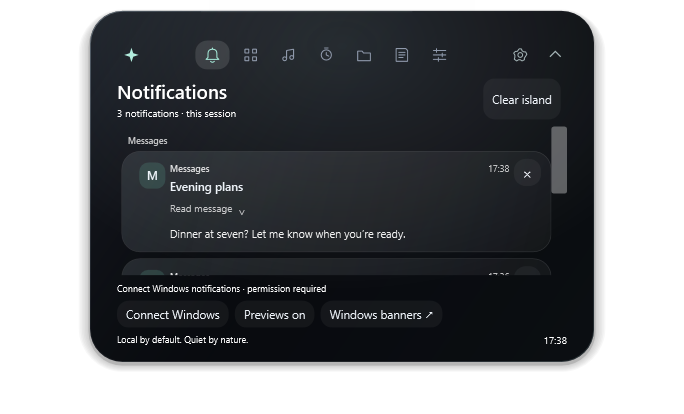 Notifications
Clear island
3 notifications · this session
Messages
M
Messages
17:38
Evening plans
Read message
Dinner at seven? Let me know when you're ready.
Connect Windows notifications · permission required
Connect Windows
Previews on
Windows banners ↗
Local by default. Quiet by nature.
17:38